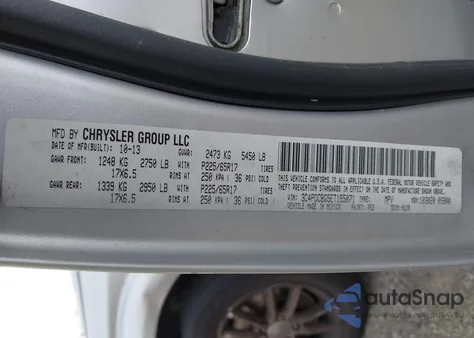 MFD BY CHRYSLER GROUP LLC
DATE OF MFR(BUILT): 10-13 GVWR: 2473 KG 5450 LB
GAWR FRONT: WITH TIRES
1248 KG 2750 LB P225/65R17
17X6.5 RIMS AT 250 KPA( 36 PSI) COLD
GAWR REAR: WITH TIRES
1339 KG 2950 LB P225/65R17
17X6.5 RIMS AT 250 KPA( 36 PSI) COLD
THIS VEHICLE CONFORMS TO ALL APPLICABLE U.S.A. FEDERAL MOTOR VEHICLE SAFETY AND
THEFT PREVENTION STANDARDS IN EFFECT ON THE DATE OF MANUFACTURE SHOWN ABOVE.
VIN: TYPE: MPV
VEHICLE MADE IN MEXICO PAINT: PS2
autoSnap